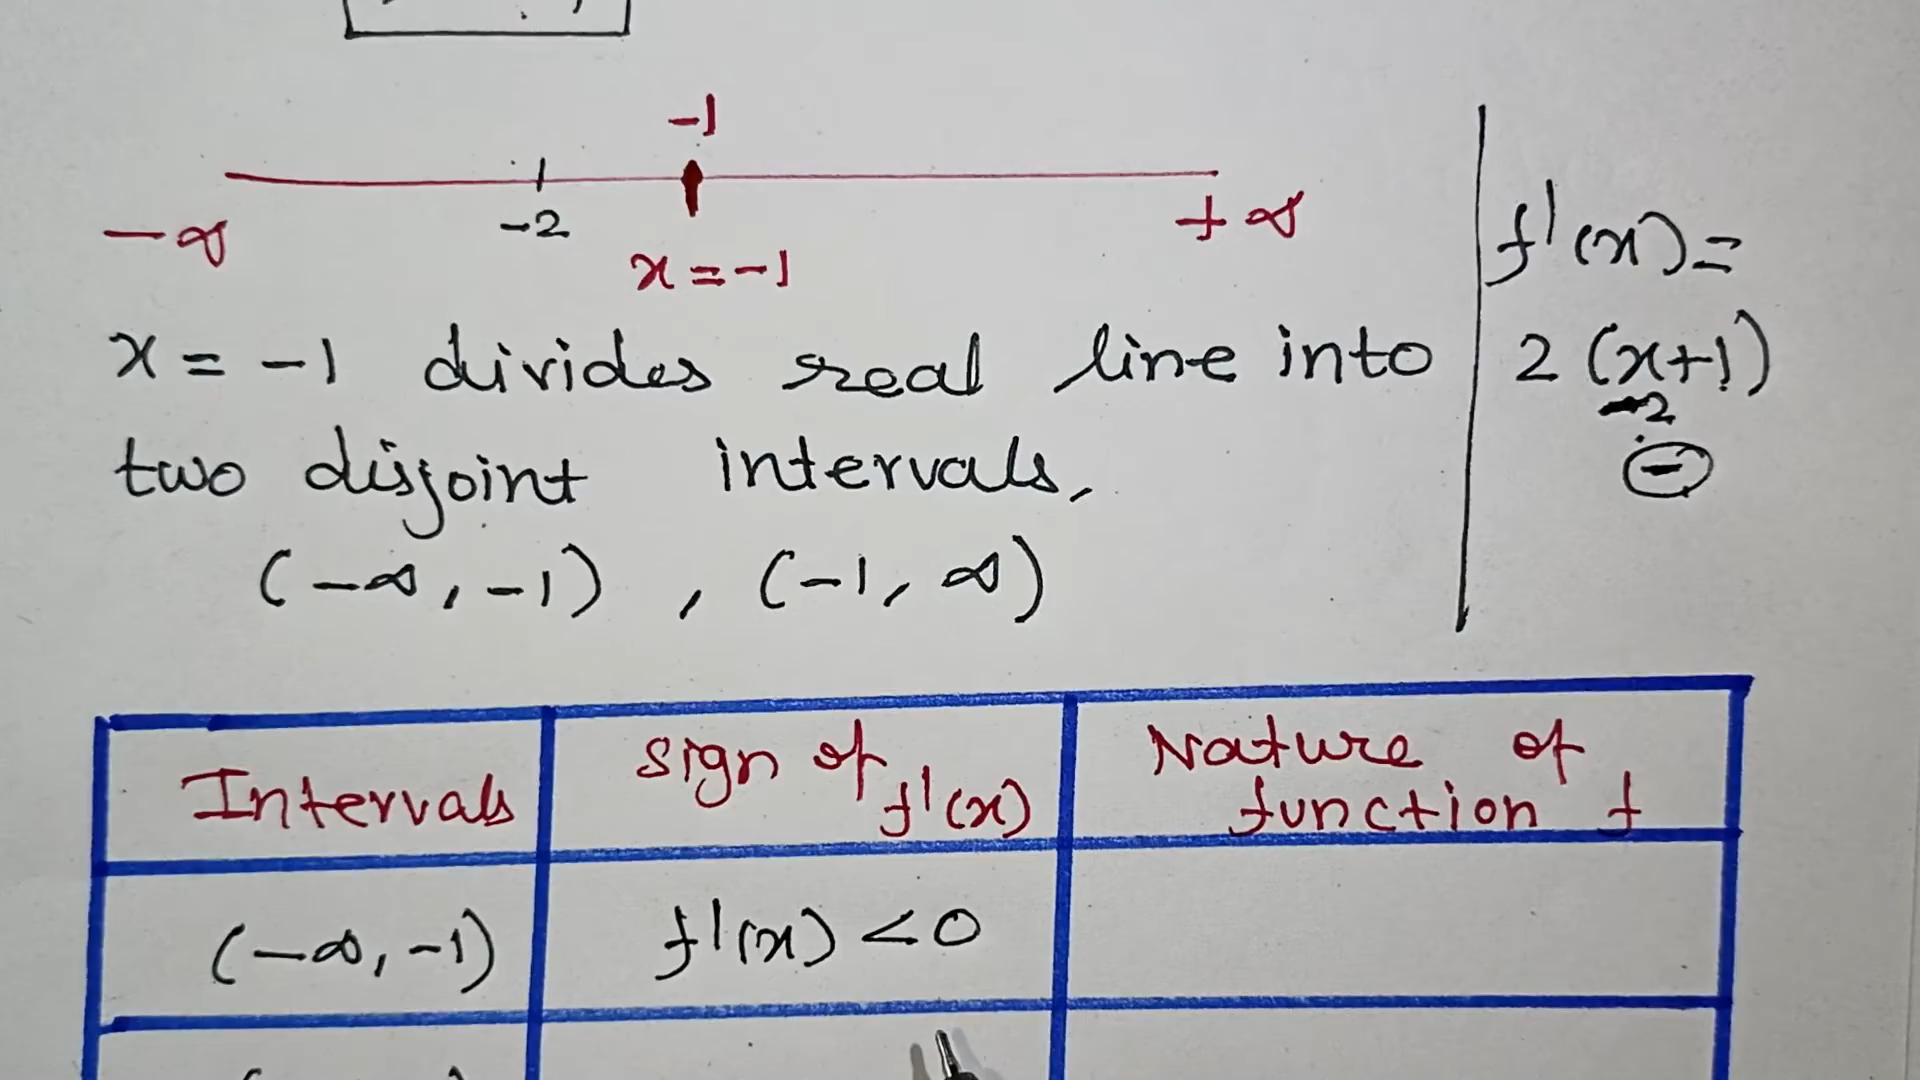 -1
-2
-∞
+∞
x = -1
x = -1 divides real line into
two disjoint intervals,
(-∞, -1) , (-1, ∞)
f'(x) =
2 (x+1)
-2
-
Intervals
Sign of f'(x)
Nature of
function f
(-∞, -1)
f'(x) < 0